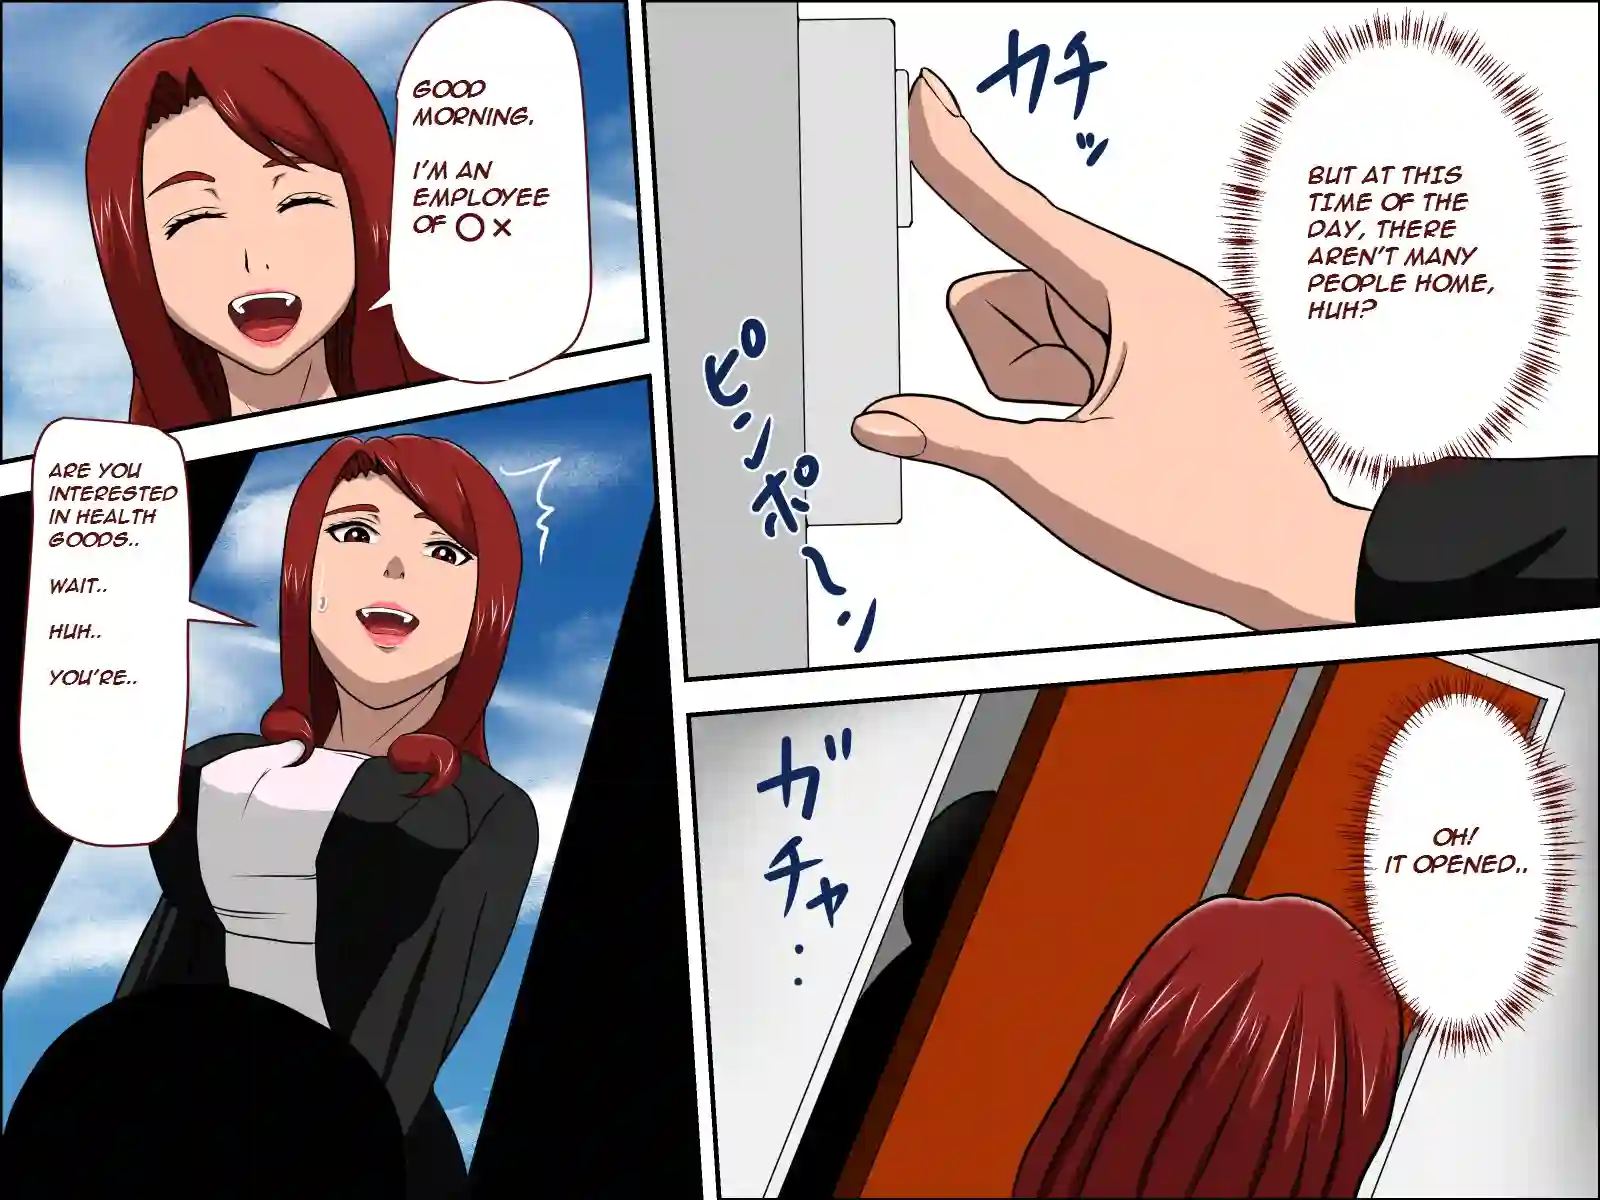 カチッ
BUT AT THIS
TIME OF THE
DAY, THERE
AREN'T MANY
PEOPLE HOME,
HUH?
ピンポ〜ン
ガチャ‥
OH!
IT OPENED..
GOOD
MORNING.
I'M AN
EMPLOYEE
OF ○×
ARE YOU
INTERESTED
IN HEALTH
GOODS..
WAIT..
HUH..
YOU'RE..